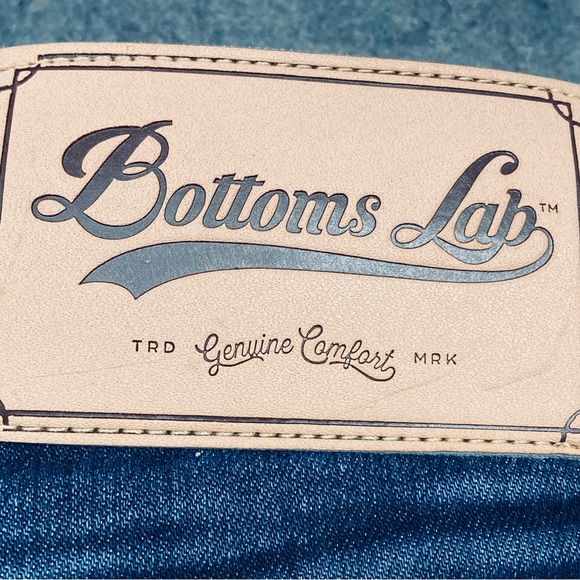 Bottoms Lab™
TRD Genuine Comfort MRK